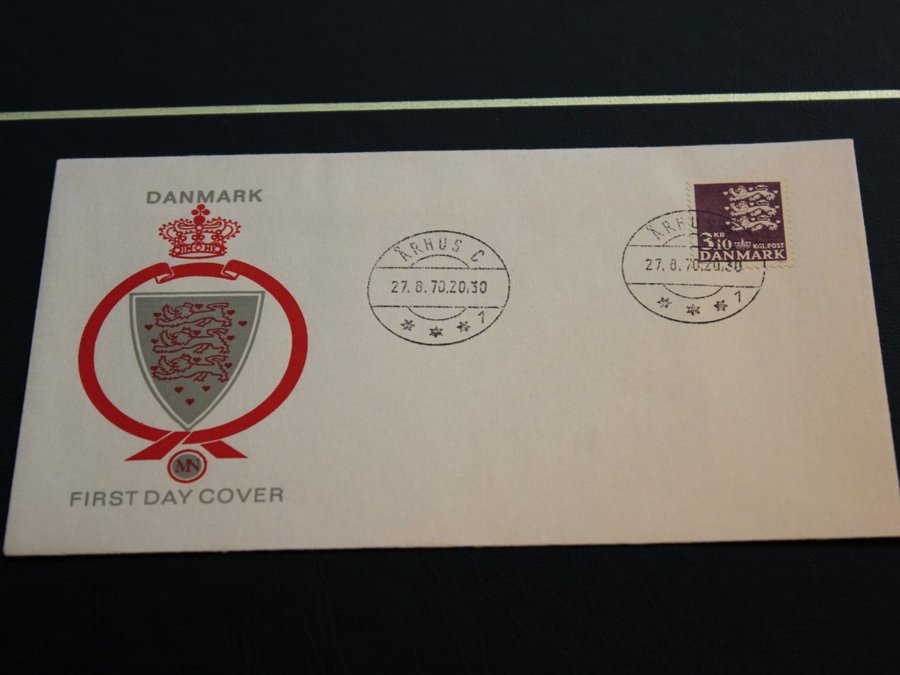 DANMARK
MN
FIRST DAY COVER
ÅRHUS C
27. 8. 70.20,30
1
ÅRHUS
27. 8. 70.20,30
1
3 KR 10 KGL.POST
DANMARK